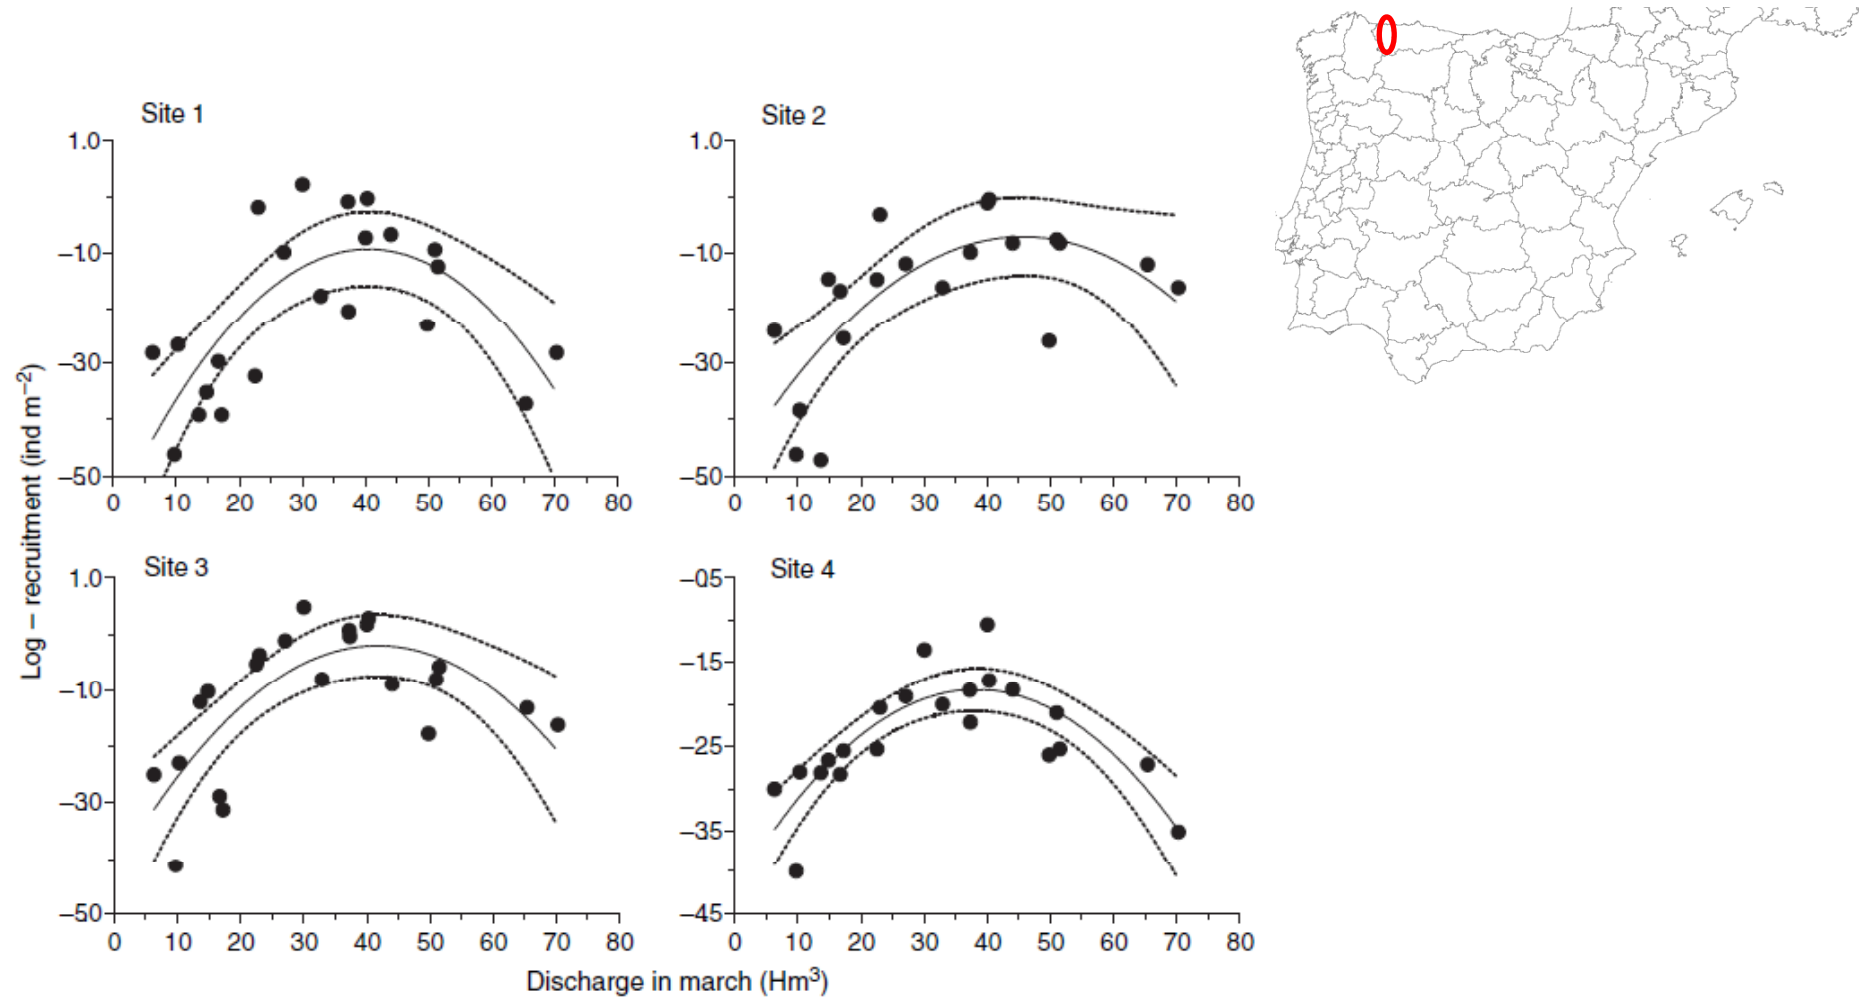 Site 1
1.0
–10
–30
–50
0 10 20 30 40 50 60 70 80
Site 2
1.0
–10
–30
–50
0 10 20 30 40 50 60 70 80
Site 3
1.0
–10
–30
–50
0 10 20 30 40 50 60 70 80
Site 4
–05
–15
–25
–35
–45
0 10 20 30 40 50 60 70 80
Log – recruitment (ind m–2)
Discharge in march (Hm3)